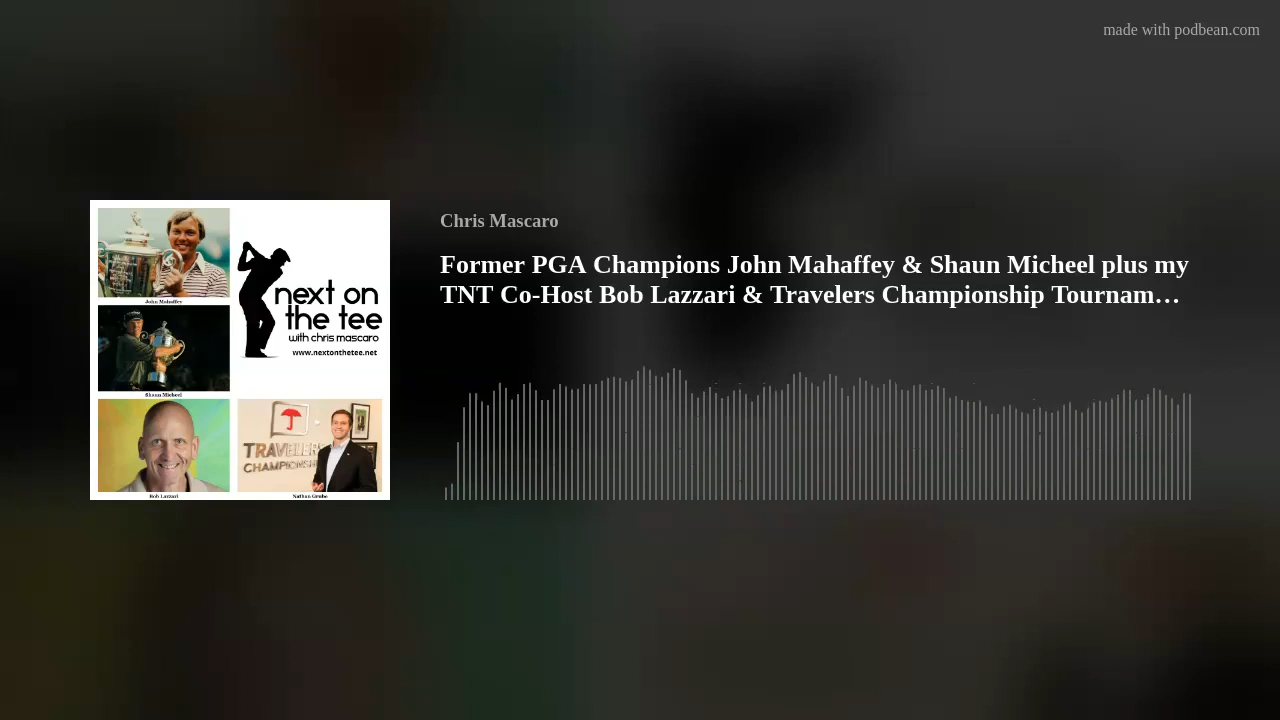 made with podbean.com
Chris Mascaro
Former PGA Champions John Mahaffey & Shaun Micheel plus my
TNT Co-Host Bob Lazzari & Travelers Championship Tournam…
John Mahaffey
next on
the tee
with chris mascaro
www.nextonthetee.net
Shaun Micheel
TRAVELERS
CHAMPIONSHIP
Bob Lazzari
Nathan Grube